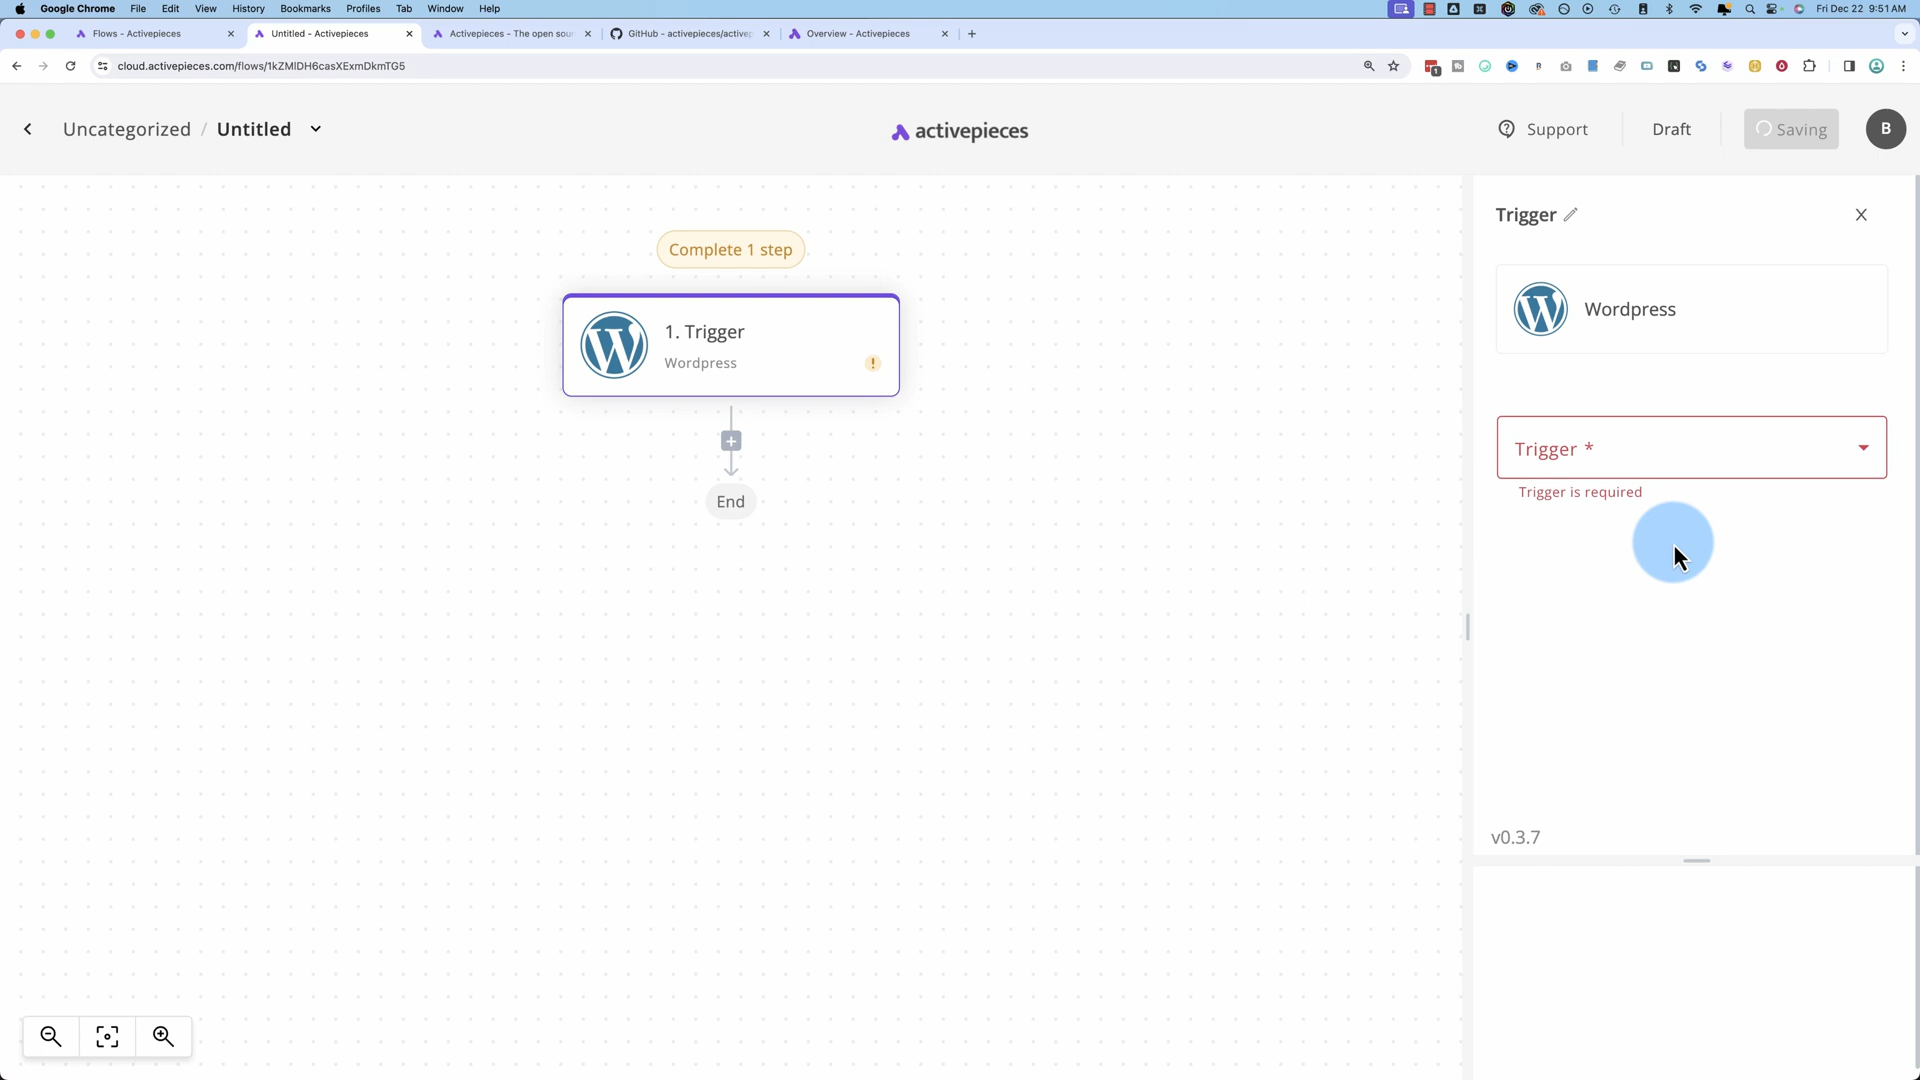 Google Chrome File Edit View History Bookmarks Profiles Tab Window Help Fri Dec 22 9:51 AM
Flows - Activepieces Untitled - Activepieces Activepieces - The open sour GitHub - activepieces/activep Overview - Activepieces
cloud.activepieces.com/flows/1kZMIDH6casXExmDkmTG5
Uncategorized / Untitled
activepieces
Support
Draft
Saving
B
Trigger
Complete 1 step
Wordpress
1. Trigger
Wordpress
!
Trigger *
Trigger is required
End
v0.3.7